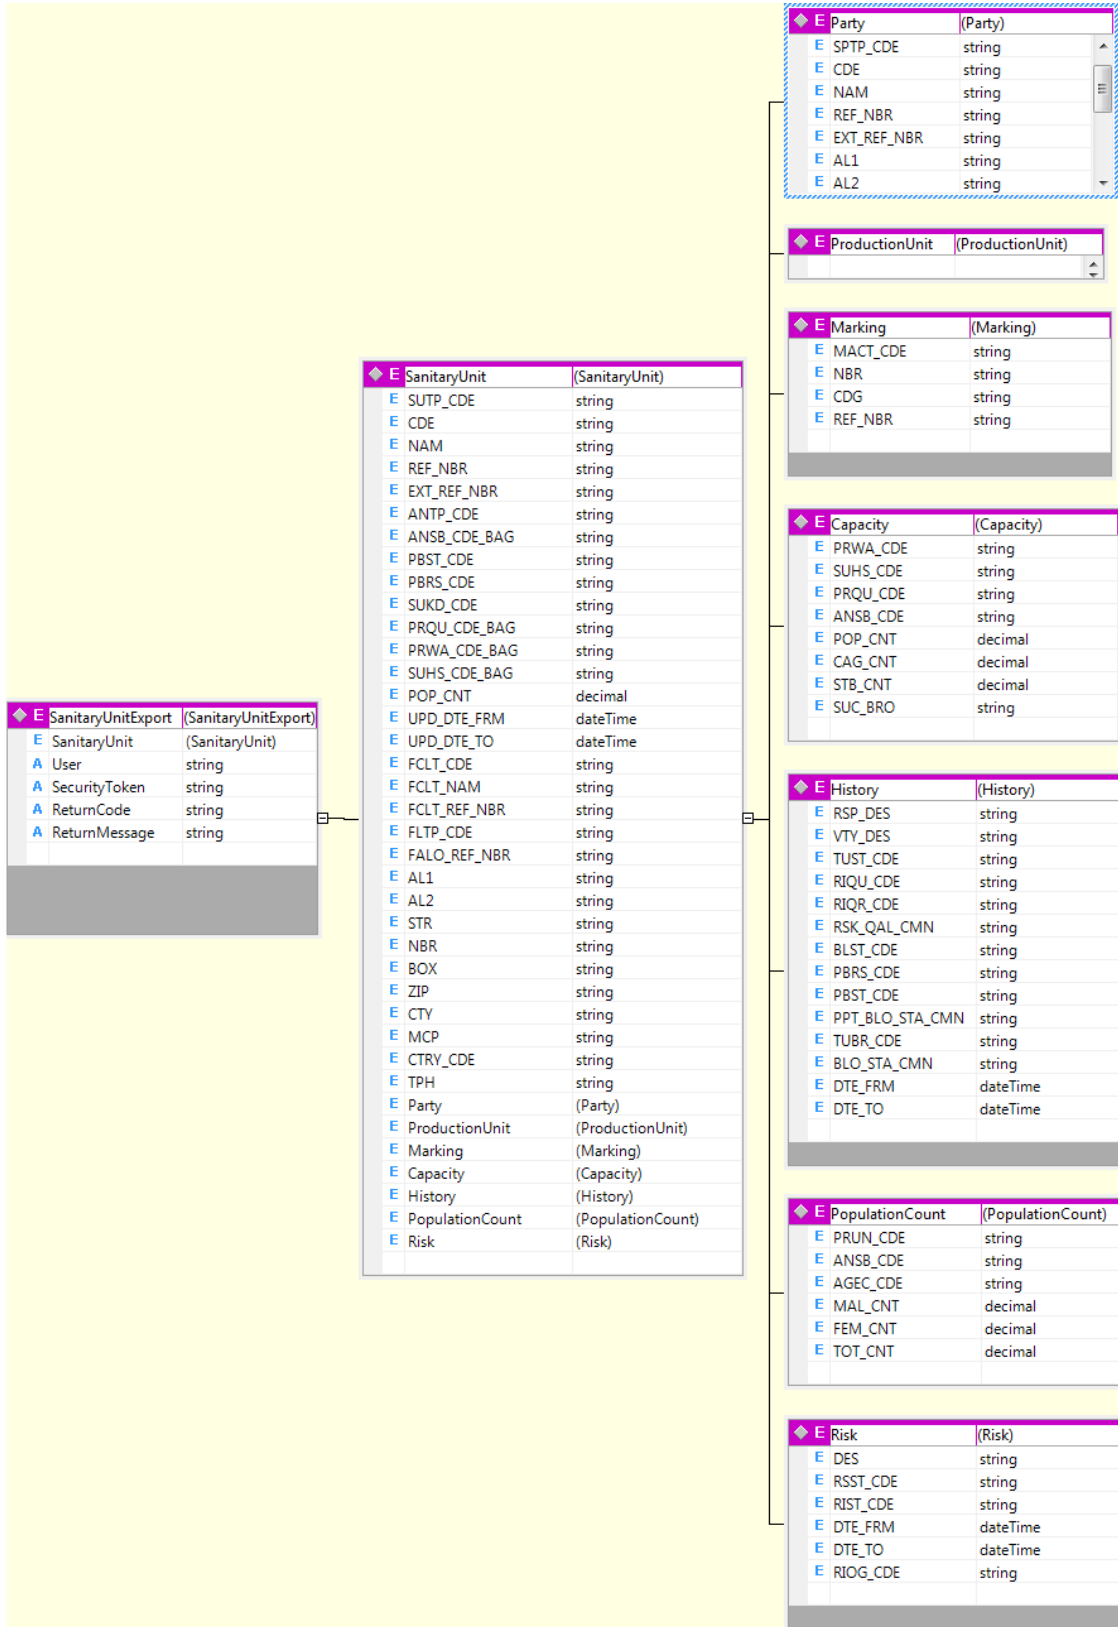 E SanitaryUnitExport (SanitaryUnitExport)
E SanitaryUnit (SanitaryUnit)
A User string
A SecurityToken string
A ReturnCode string
A ReturnMessage string
E SanitaryUnit (SanitaryUnit)
E SUTP_CDE string
E CDE string
E NAM string
E REF_NBR string
E EXT_REF_NBR string
E ANTP_CDE string
E ANSB_CDE_BAG string
E PBST_CDE string
E PBRS_CDE string
E SUKD_CDE string
E PRQU_CDE_BAG string
E PRWA_CDE_BAG string
E SUHS_CDE_BAG string
E POP_CNT decimal
E UPD_DTE_FRM dateTime
E UPD_DTE_TO dateTime
E FCLT_CDE string
E FCLT_NAM string
E FCLT_REF_NBR string
E FLTP_CDE string
E FALO_REF_NBR string
E AL1 string
E AL2 string
E STR string
E NBR string
E BOX string
E ZIP string
E CTY string
E MCP string
E CTRY_CDE string
E TPH string
E Party (Party)
E ProductionUnit (ProductionUnit)
E Marking (Marking)
E Capacity (Capacity)
E History (History)
E PopulationCount (PopulationCount)
E Risk (Risk)
E Party (Party)
E SPTP_CDE string
E CDE string
E NAM string
E REF_NBR string
E EXT_REF_NBR string
E AL1 string
E AL2 string
E ProductionUnit (ProductionUnit)
E Marking (Marking)
E MACT_CDE string
E NBR string
E CDG string
E REF_NBR string
E Capacity (Capacity)
E PRWA_CDE string
E SUHS_CDE string
E PRQU_CDE string
E ANSB_CDE string
E POP_CNT decimal
E CAG_CNT decimal
E STB_CNT decimal
E SUC_BRO string
E History (History)
E RSP_DES string
E VTY_DES string
E TUST_CDE string
E RIQU_CDE string
E RIQR_CDE string
E RSK_QAL_CMN string
E BLST_CDE string
E PBRS_CDE string
E PBST_CDE string
E PPT_BLO_STA_CMN string
E TUBR_CDE string
E BLO_STA_CMN string
E DTE_FRM dateTime
E DTE_TO dateTime
E PopulationCount (PopulationCount)
E PRUN_CDE string
E ANSB_CDE string
E AGEC_CDE string
E MAL_CNT decimal
E FEM_CNT decimal
E TOT_CNT decimal
E Risk (Risk)
E DES string
E RSST_CDE string
E RIST_CDE string
E DTE_FRM dateTime
E DTE_TO dateTime
E RIOG_CDE string